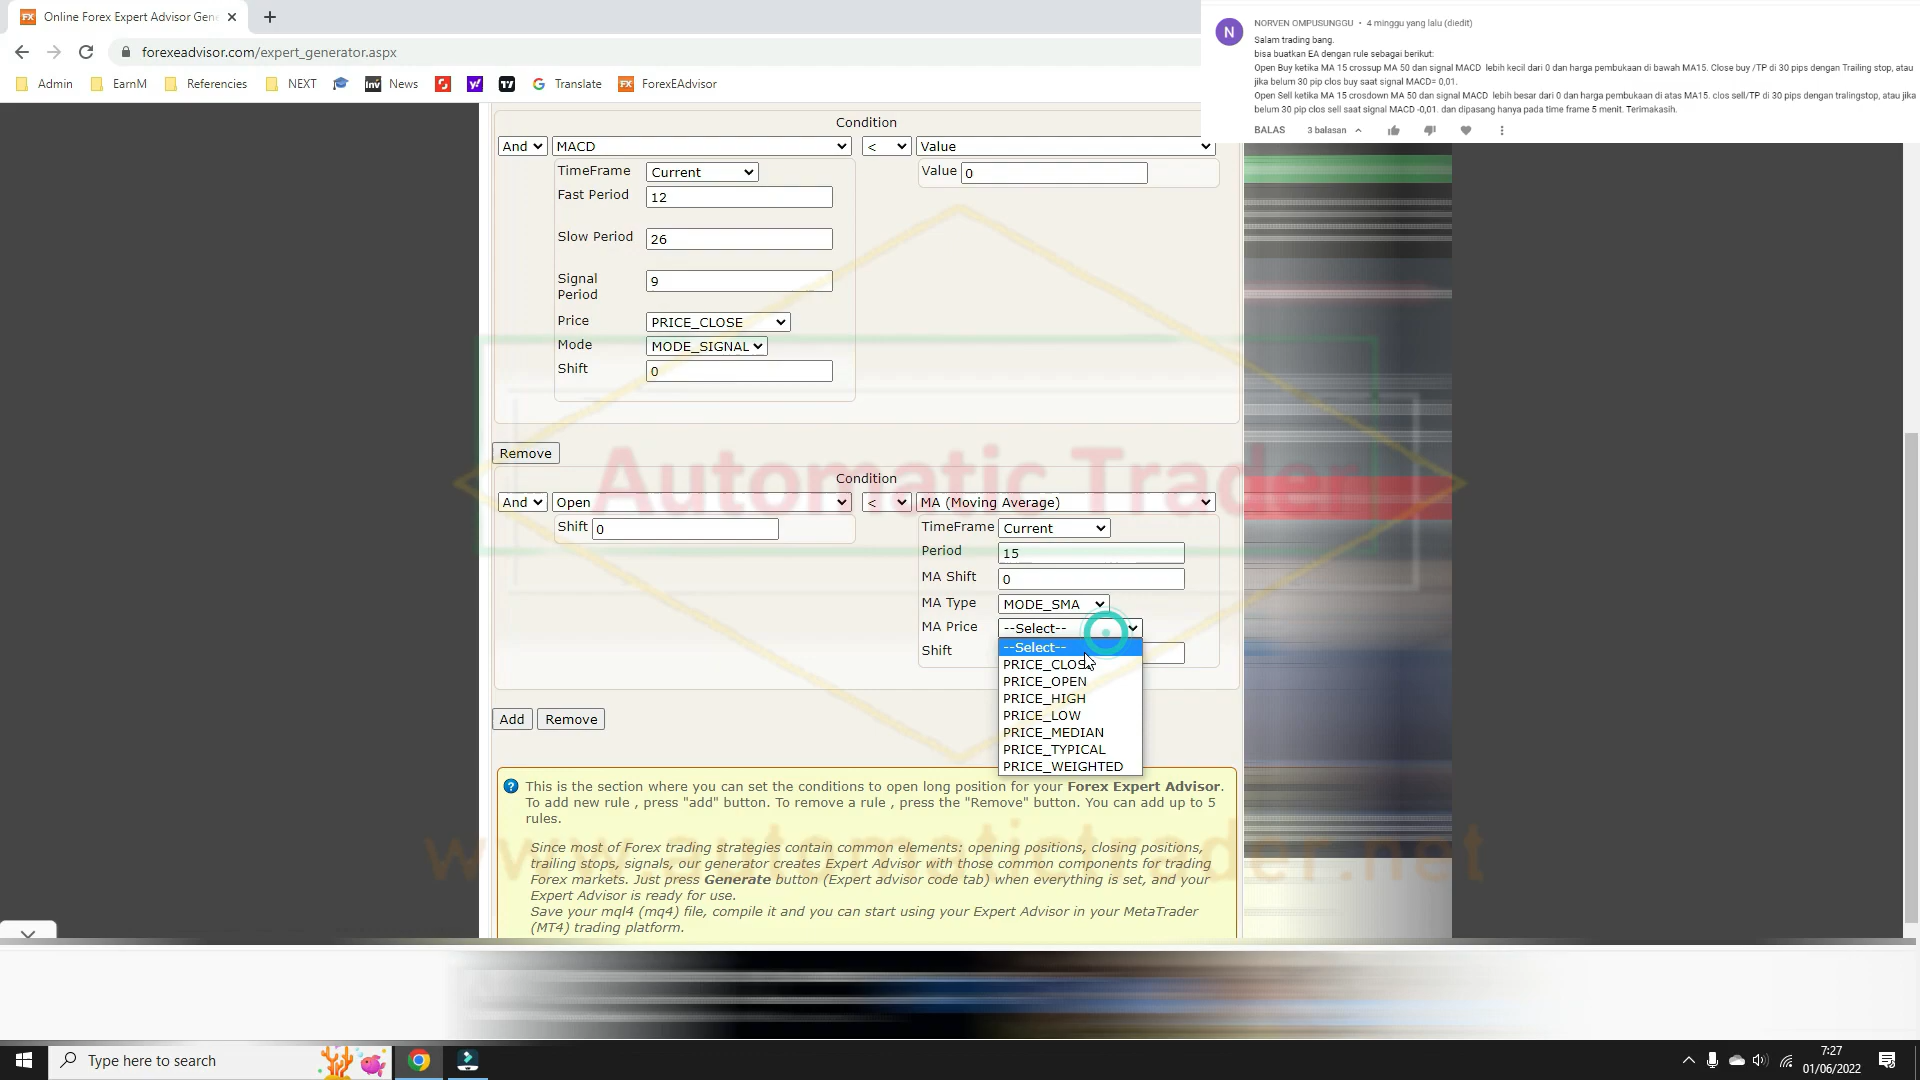 Online Forex Expert Advisor Gen
forexeadvisor.com/expert_generator.aspx
Admin
EarnM
References
NEXT
News
Translate
ForexEAdvisor
N
NORVEN OMPUSUNGGU • 4 minggu yang lalu (diedit)
Salam trading bang.
bisa buatkan EA dengan rule sebagai berikut:
Open Buy ketika MA 15 crossup MA 50 dan signal MACD lebih kecil dari 0 dan harga pembukaan di bawah MA15. Close buy /TP di 30 pips dengan Trailing stop, atau
jika belum 30 pip clos buy saat signal MACD= 0,01.
Open Sell ketika MA 15 crosdown MA 50 dan signal MACD lebih besar dari 0 dan harga pembukaan di atas MA15. clos sell/TP di 30 pips dengan tralingstop, atau jika
belum 30 pip clos sell saat signal MACD -0,01. dan dipasang hanya pada time frame 5 menit. Terimakasih.
BALAS 3 balasan
Condition
And MACD < Value
TimeFrame Current
Value 0
Fast Period 12
Slow Period 26
Signal Period 9
Price PRICE_CLOSE
Mode MODE_SIGNAL
Shift 0
Remove
Automatic Trader
Condition
And Open < MA (Moving Average)
Shift 0
TimeFrame Current
Period 15
MA Shift 0
MA Type MODE_SMA
MA Price --Select--
Shift
--Select--
PRICE_CLOSE
PRICE_OPEN
PRICE_HIGH
PRICE_LOW
PRICE_MEDIAN
PRICE_TYPICAL
PRICE_WEIGHTED
Add Remove
This is the section where you can set the conditions to open long position for your Forex Expert Advisor.
To add new rule , press "add" button. To remove a rule , press the "Remove" button. You can add up to 5
rules.
Since most of Forex trading strategies contain common elements: opening positions, closing positions,
trailing stops, signals, our generator creates Expert Advisor with those common components for trading
Forex markets. Just press Generate button (Expert advisor code tab) when everything is set, and your
Expert Advisor is ready for use.
Save your mql4 (mq4) file, compile it and you can start using your Expert Advisor in your MetaTrader
(MT4) trading platform.
www.automatictrader.net
Type here to search
7:27
01/06/2022